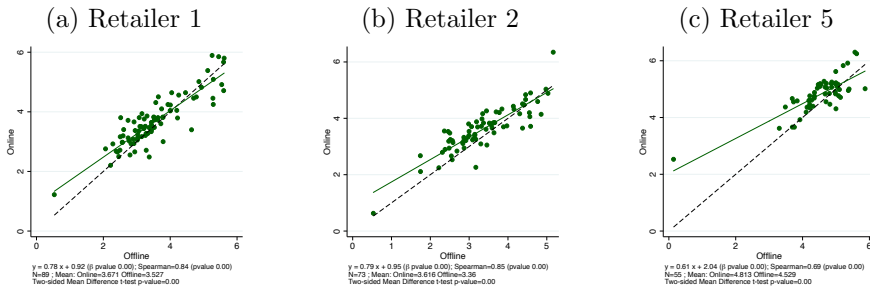 (a) Retailer 1
6
4
2
0
Online
0 2 4 6
Offline
y = 0.78 x + 0.92 (β pvalue 0.00); Spearman=0.84 (pvalue 0.00)
N=89 ; Mean: Online=3.671 Offline=3.527
Two-sided Mean Difference t-test p-value=0.00
(b) Retailer 2
6
4
2
0
Online
0 1 2 3 4 5
Offline
y = 0.79 x + 0.95 (β pvalue 0.00); Spearman=0.85 (pvalue 0.00)
N=73 ; Mean: Online=3.616 Offline=3.36
Two-sided Mean Difference t-test p-value=0.00
(c) Retailer 5
6
4
2
0
Online
0 2 4 6
Offline
y = 0.61 x + 2.04 (β pvalue 0.00); Spearman=0.69 (pvalue 0.00)
N=55 ; Mean: Online=4.813 Offline=4.529
Two-sided Mean Difference t-test p-value=0.00